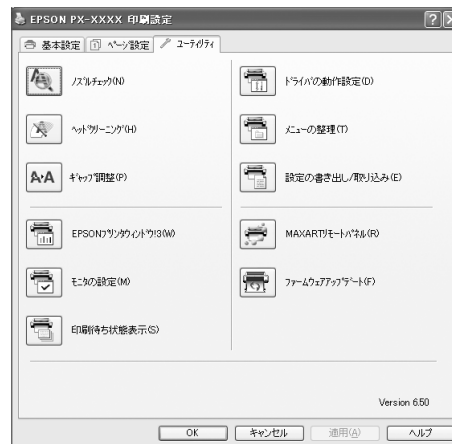 EPSON PX-XXXX 印刷設定
基本設定 ページ設定 ユーティリティ
ノズルチェック(N)
ヘッドクリーニング(H)
ギャップ調整(P)
EPSONプリンタウィンドウ!3(W)
モニタの設定(M)
印刷待ち状態表示(S)
ドライバの動作設定(D)
メニューの整理(T)
設定の書き出し/取り込み(E)
MAXARTリモートパネル(R)
ファームウェアアップデート(F)
Version 6.50
OK キャンセル 適用(A) ヘルプ